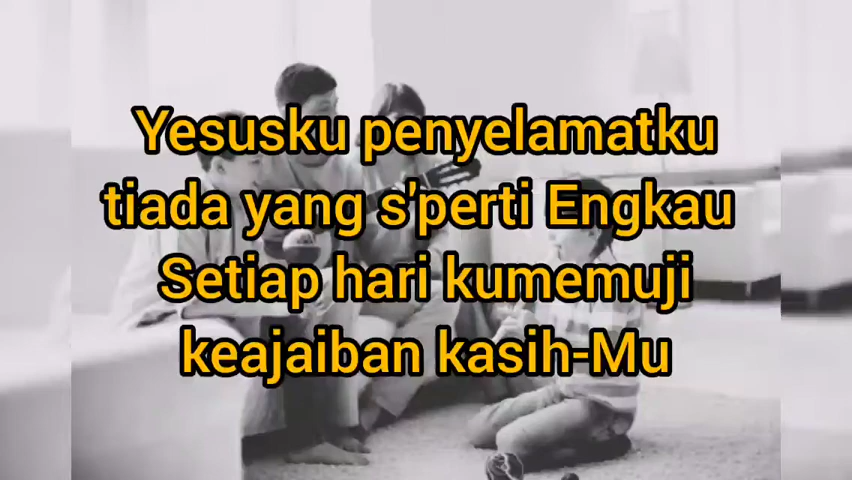 Yesusku penyelamatku
tiada yang s'perti Engkau
Setiap hari kumemuji
keajaiban kasih-Mu